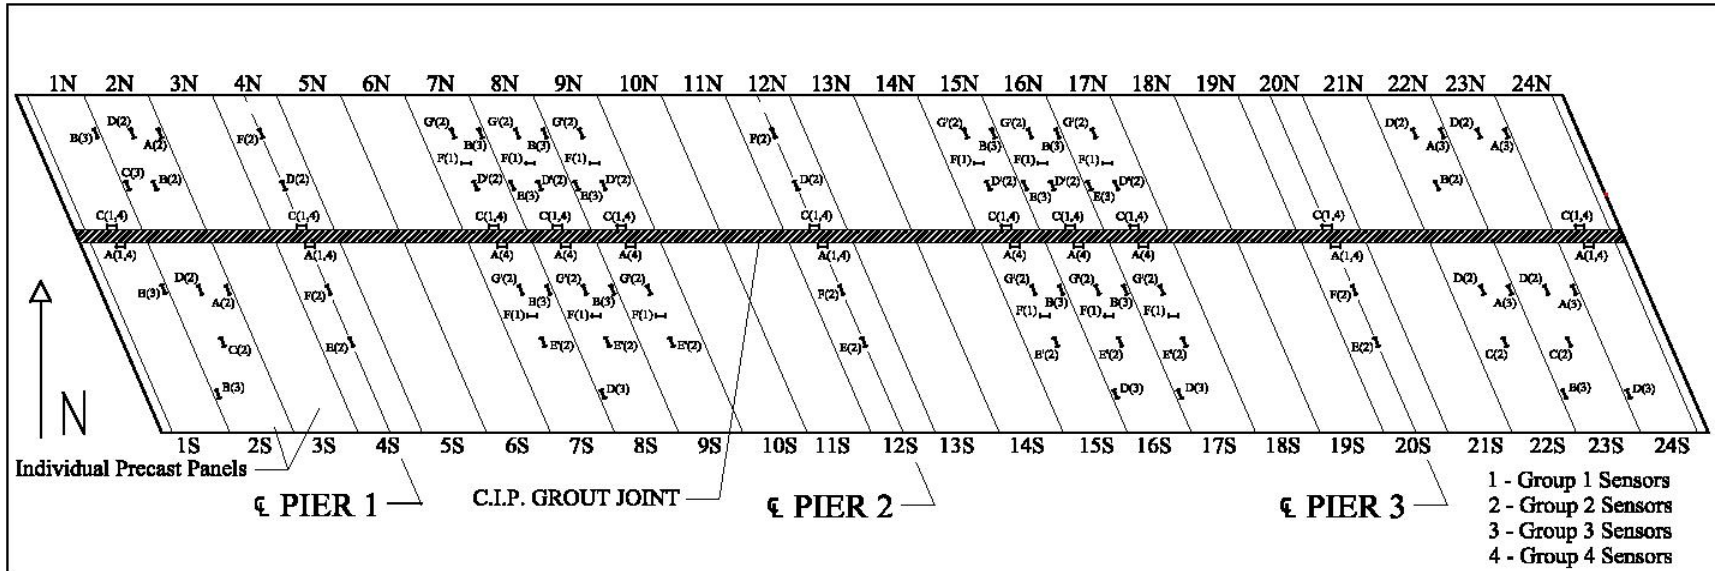 1N 2N 3N 4N 5N 6N 7N 8N 9N 10N 11N 12N 13N 14N 15N 16N 17N 18N 19N 20N 21N 22N 23N 24N
B(3) D(2) A(2) F(2) G'(2) B(3) G'(2) B(3) G'(2) F(2) G'(2) B(3) G'(2) B(3) G'(2) D(2) A(3) D(2) A(3)
F(1) F(1) F(1) F(1) F(1) F(1)
C(3) B(2) D(2) D'(2) E(3) D'(2) E(3) D'(2) D(2) D'(2) E(3) D'(2) E(3) D'(2) B(2)
C(1,4) C(1,4) C(1,4) C(1,4) C(1,4) C(1,4) C(1,4) C(1,4) C(1,4) C(1,4) C(1,4)
A(1,4) A(1,4) A(4) A(4) A(4) A(1,4) A(4) A(4) A(4) A(1,4) A(1,4)
D(2) A(2) F(2) G'(2) B(3) G'(2) B(3) G'(2) F(2) G'(2) B(3) G'(2) B(3) G'(2) F(2) D(2) A(3) D(2) A(3)
F(1) F(1) F(1) F(1) F(1) F(1)
C(2) E(2) E'(2) E'(2) E'(2) E(2) E'(2) E'(2) E'(2) E(2) C(2) C(2)
B(3) D(3) D(3) D(3) B(3) D(3)
N
1S 2S 3S 4S 5S 6S 7S 8S 9S 10S 11S 12S 13S 14S 15S 16S 17S 18S 19S 20S 21S 22S 23S 24S
Individual Precast Panels
℄ PIER 1
C.I.P. GROUT JOINT
℄ PIER 2
℄ PIER 3
1 - Group 1 Sensors
2 - Group 2 Sensors
3 - Group 3 Sensors
4 - Group 4 Sensors